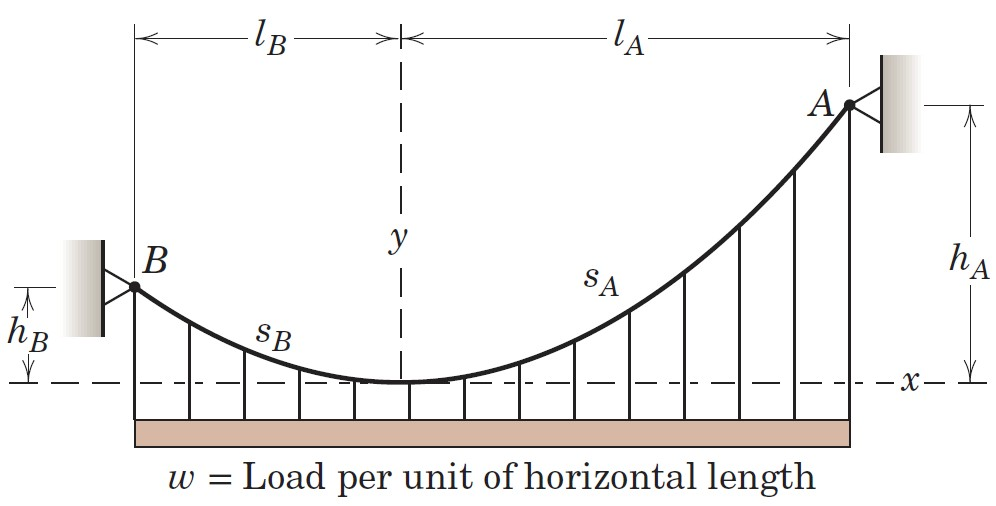 l_B l_A
A
B
y
h_A
s_A
h_B
s_B
x
w = Load per unit of horizontal length